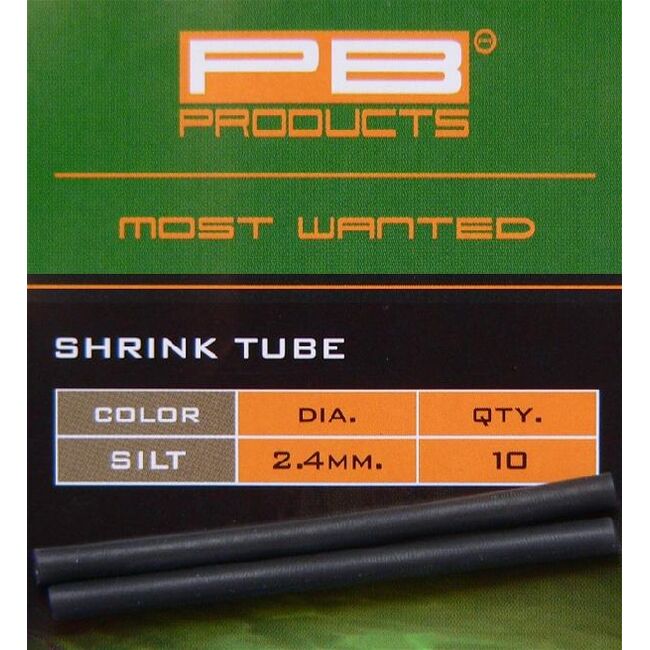 PB
PRODUCTS
MOST WANTED
SHRINK TUBE
COLOR DIA. QTY.
SILT 2.4MM. 10